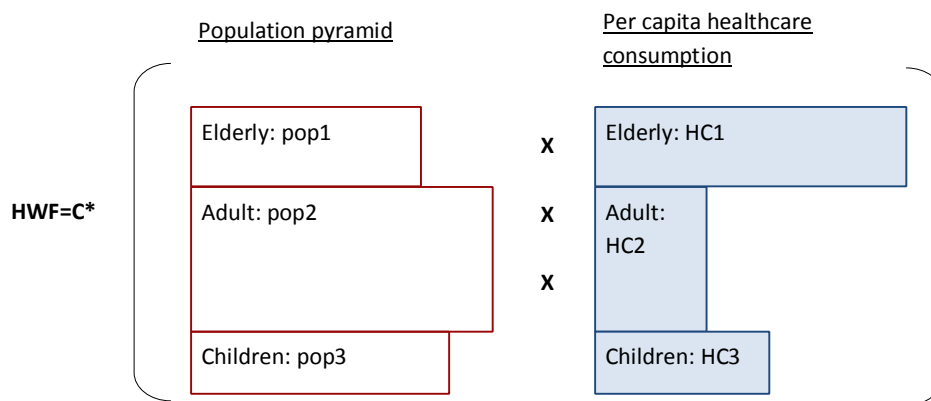 Population pyramid
Per capita healthcare
consumption
Elderly: pop1
X
Elderly: HC1
HWF=C*
Adult: pop2
X
Adult:
HC2
X
Children: pop3
Children: HC3